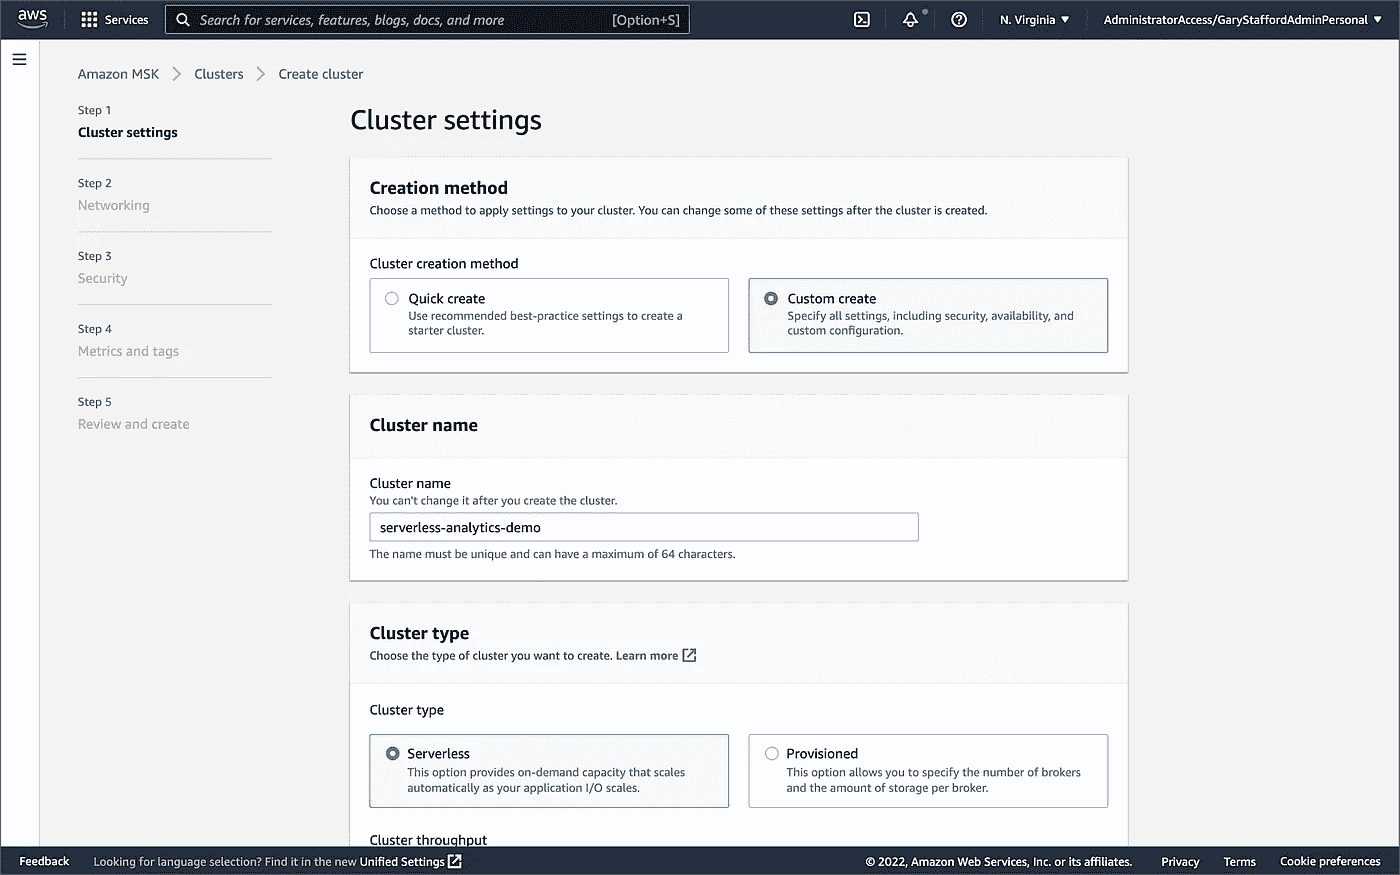 aws
Services
Search for services, features, blogs, docs, and more [Option+S]
N. Virginia
AdministratorAccess/GaryStaffordAdminPersonal
Amazon MSK
Clusters
Create cluster
Step 1
Cluster settings
Step 2
Networking
Step 3
Security
Step 4
Metrics and tags
Step 5
Review and create
Cluster settings
Creation method
Choose a method to apply settings to your cluster. You can change some of these settings after the cluster is created.
Cluster creation method
Quick create
Use recommended best-practice settings to create a
starter cluster.
Custom create
Specify all settings, including security, availability, and
custom configuration.
Cluster name
Cluster name
You can't change it after you create the cluster.
serverless-analytics-demo
The name must be unique and can have a maximum of 64 characters.
Cluster type
Choose the type of cluster you want to create. Learn more
Cluster type
Serverless
This option provides on-demand capacity that scales
automatically as your application I/O scales.
Provisioned
This option allows you to specify the number of brokers
and the amount of storage per broker.
Cluster throughput
Feedback
Looking for language selection? Find it in the new Unified Settings
© 2022, Amazon Web Services, Inc. or its affiliates.
Privacy
Terms
Cookie preferences